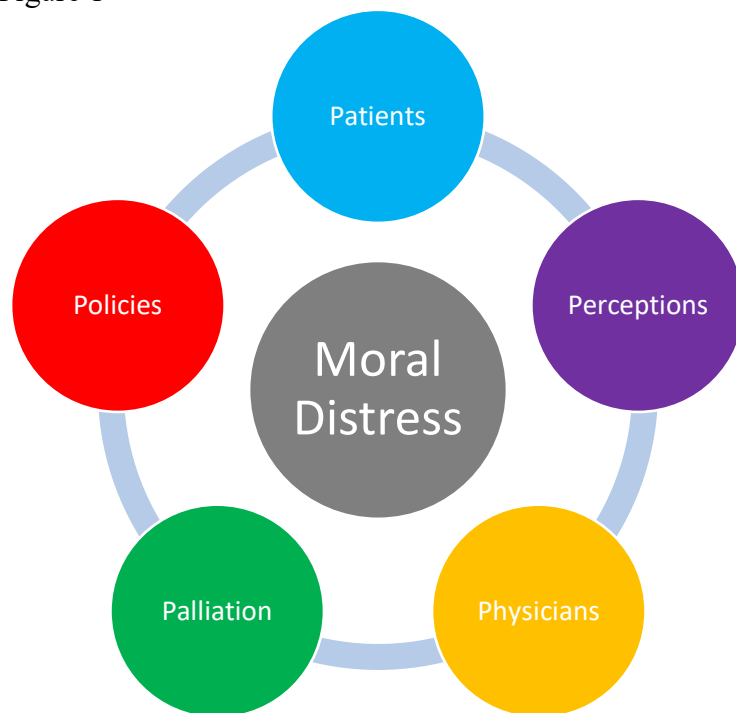 Patients
Policies
Perceptions
Moral
Distress
Palliation
Physicians